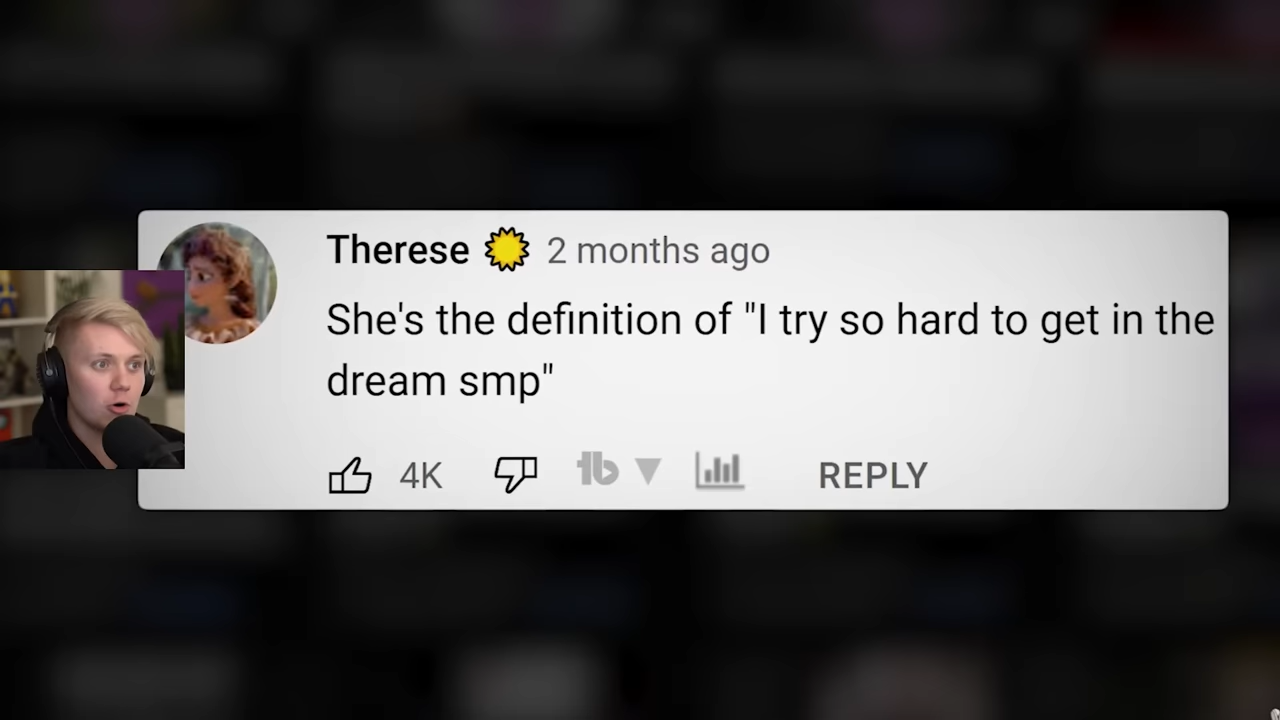 Therese 2 months ago
She's the definition of "I try so hard to get in the
dream smp"
4K tb REPLY